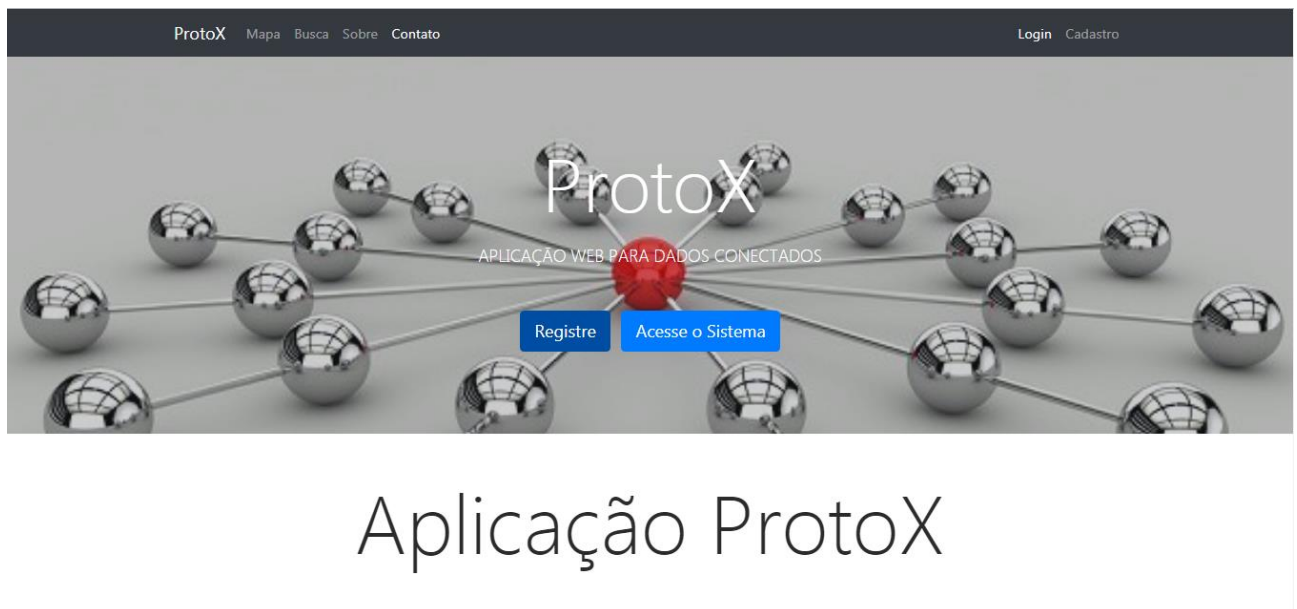 ProtoX Mapa Busca Sobre Contato Login Cadastro
ProtoX
APLICAÇÃO WEB PARA DADOS CONECTADOS
Registre Acesse o Sistema
Aplicação ProtoX